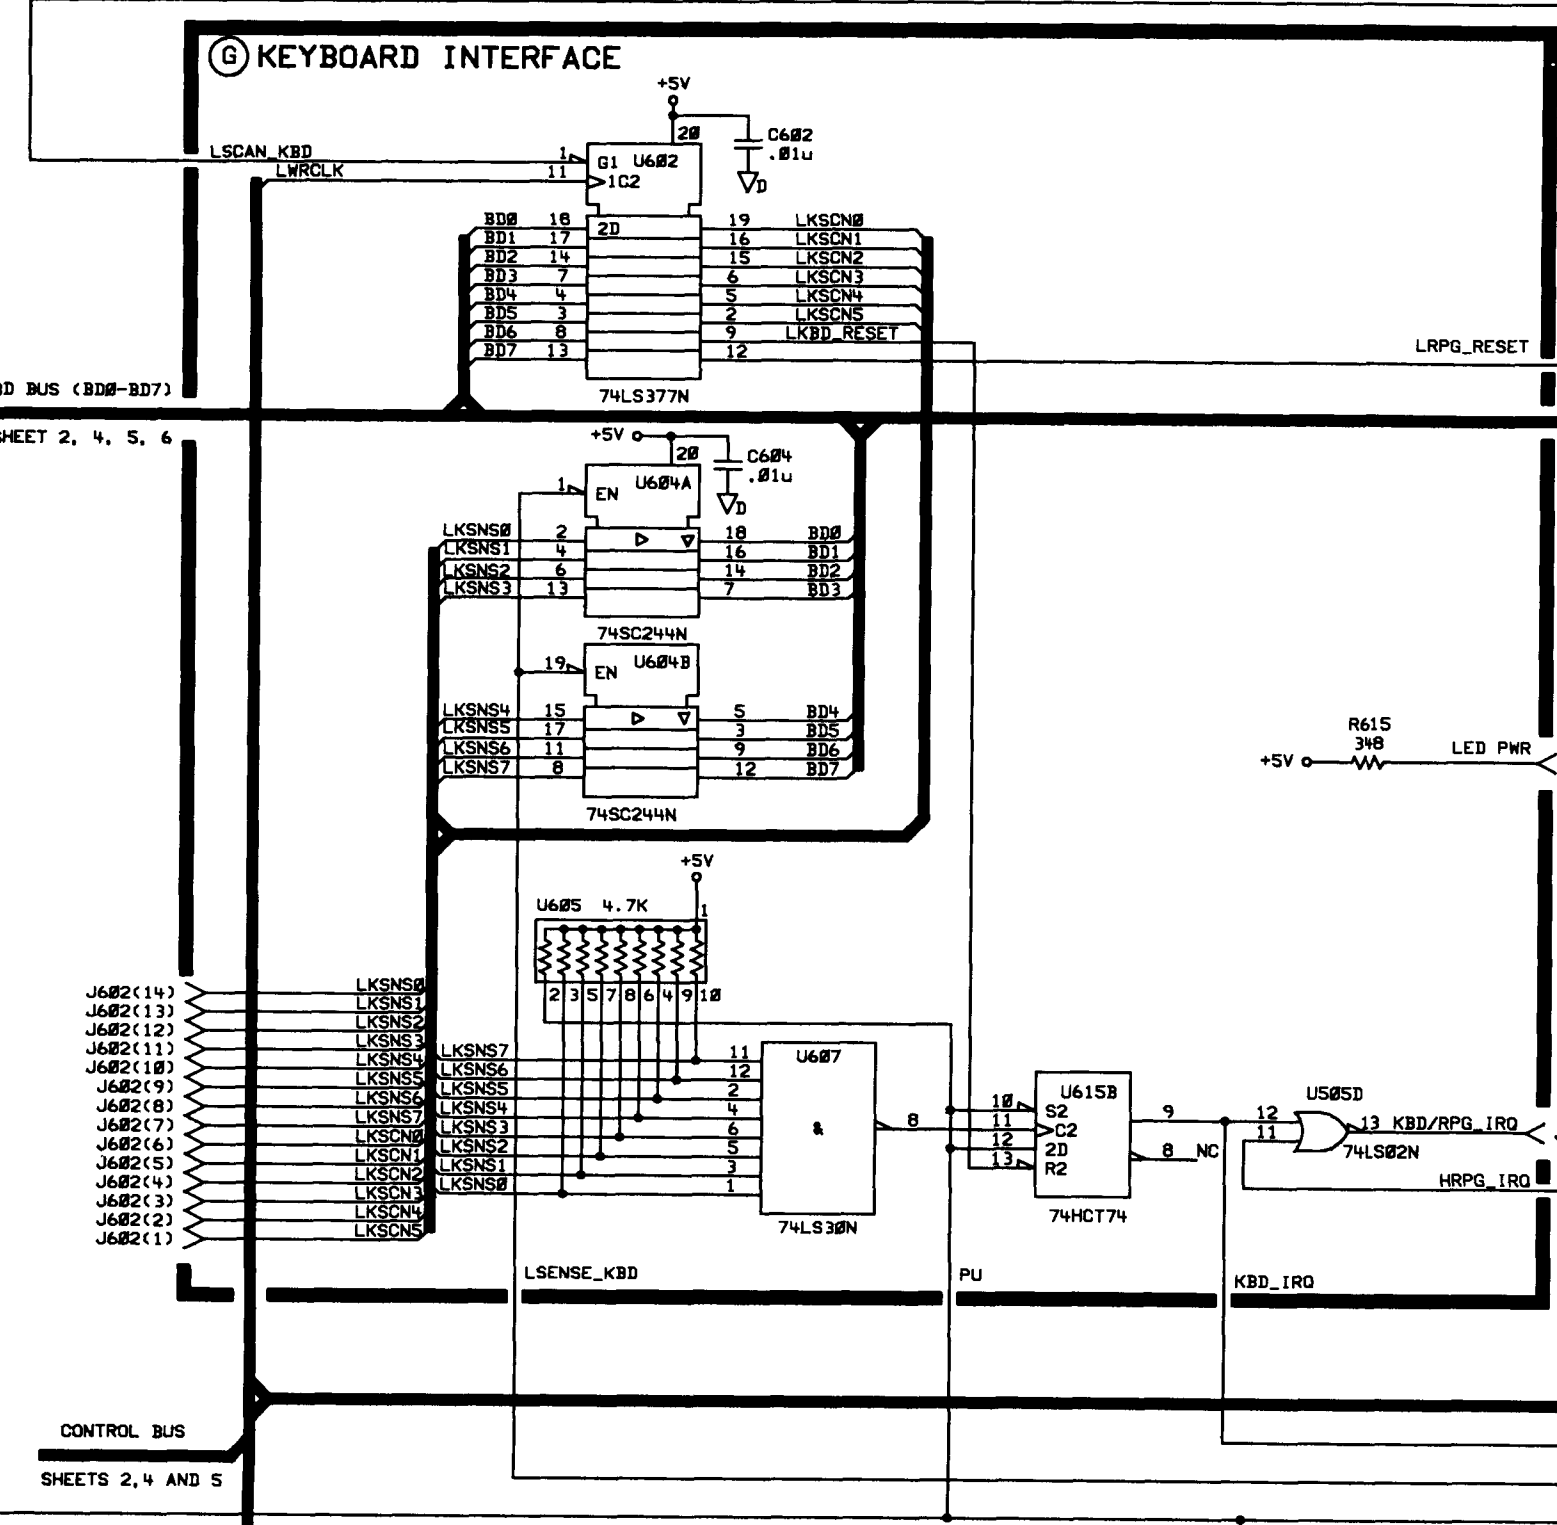 G KEYBOARD INTERFACE
+5V
20
C602
.01u
D
LSCAN_KBD
1
G1 U602
LWRCLK
11
1C2
BD0 18 2D 19 LKSCN0
BD1 17 16 LKSCN1
BD2 14 15 LKSCN2
BD3 7 6 LKSCN3
BD4 4 5 LKSCN4
BD5 3 2 LKSCN5
BD6 8 9 LKBD_RESET
BD7 13 12
LRPG_RESET
74LS377N
BD BUS (BD0-BD7)
SHEET 2, 4, 5, 6
+5V
20
C604
.01u
D
1
EN U604A
LKSNS0 2 18 BD0
LKSNS1 4 16 BD1
LKSNS2 6 14 BD2
LKSNS3 13 7 BD3
74SC244N
19
EN U604B
LKSNS4 15 5 BD4
LKSNS5 17 3 BD5
LKSNS6 11 9 BD6
LKSNS7 8 12 BD7
74SC244N
R615
348
+5V
LED PWR
+5V
U605 4.7K
1
2 3 5 7 8 6 4 9 10
J602(14) LKSNS0
J602(13) LKSNS1
J602(12) LKSNS2
J602(11) LKSNS3
J602(10) LKSNS4
J602(9) LKSNS5
J602(8) LKSNS6
J602(7) LKSNS7
J602(6) LKSCN0
J602(5) LKSCN1
J602(4) LKSCN2
J602(3) LKSCN3
J602(2) LKSCN4
J602(1) LKSCN5
LKSNS7 11
LKSNS6 12
LKSNS5 2
LKSNS4 4
LKSNS3 6
LKSNS2 5
LKSNS1 3
LKSNS0 1
U607
&
8
74LS30N
U615B
10 S2
11 C2
12 2D
13 R2
9
8 NC
74HCT74
U505D
12
11
13 KBD/RPG_IRQ
74LS02N
HRPG_IRQ
LSENSE_KBD
PU
KBD_IRQ
CONTROL BUS
SHEETS 2,4 AND 5